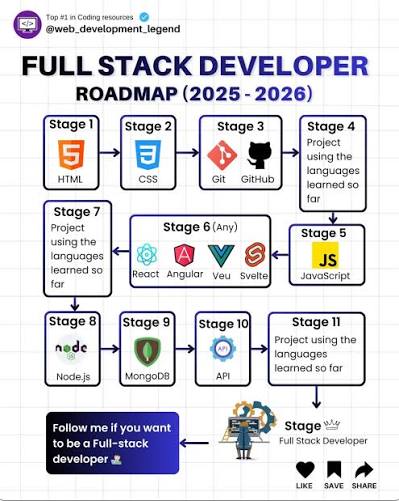 Top #1 in Coding resources
@web_development_legend
FULL STACK DEVELOPER
ROADMAP (2025 - 2026)
Stage 1
HTML
Stage 2
CSS
Stage 3
Git GitHub
Stage 4
Project
using the
languages
learned so
far
Stage 5
JS
JavaScript
Stage 6 (Any)
React Angular Veu Svelte
Stage 7
Project
using the
languages
learned so
far
Stage 8
node
JS
Node.js
Stage 9
MongoDB
Stage 10
API
API
Stage 11
Project using the
languages
learned so far
Stage
Full Stack Developer
Follow me if you want
to be a Full-stack
developer
LIKE SAVE SHARE